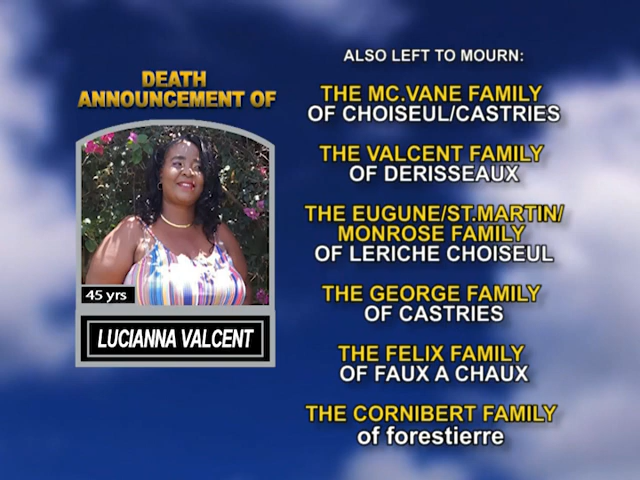 DEATH
ANNOUNCEMENT OF
45 yrs
LUCIANNA VALCENT
ALSO LEFT TO MOURN:
THE MC.VANE FAMILY
OF CHOISEUL/CASTRIES
THE VALCENT FAMILY
OF DERISSEAUX
THE EUGUNE/ST.MARTIN/
MONROSE FAMILY
OF LERICHE CHOISEUL
THE GEORGE FAMILY
OF CASTRIES
THE FELIX FAMILY
OF FAUX A CHAUX
THE CORNIBERT FAMILY
of forestierre